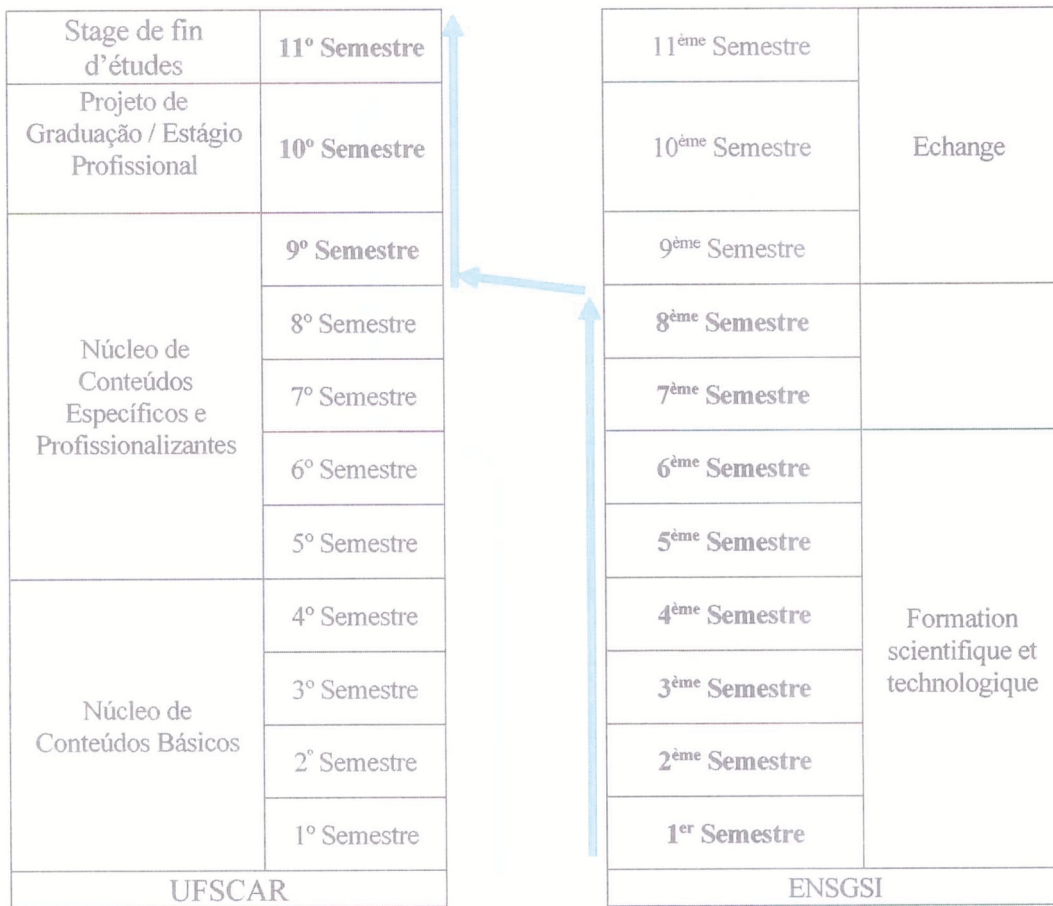 Stage de fin
d'études
11º Semestre
Projeto de
Graduação / Estágio
Profissional
10º Semestre
Núcleo de
Conteúdos
Específicos e
Profissionalizantes
9º Semestre
8º Semestre
7º Semestre
6º Semestre
5º Semestre
Núcleo de
Conteúdos Básicos
4º Semestre
3º Semestre
2º Semestre
1º Semestre
UFSCAR
11ème Semestre
10ème Semestre
9ème Semestre
Echange
8ème Semestre
7ème Semestre
6ème Semestre
5ème Semestre
4ème Semestre
3ème Semestre
2ème Semestre
1er Semestre
Formation
scientifique et
technologique
ENSGSI